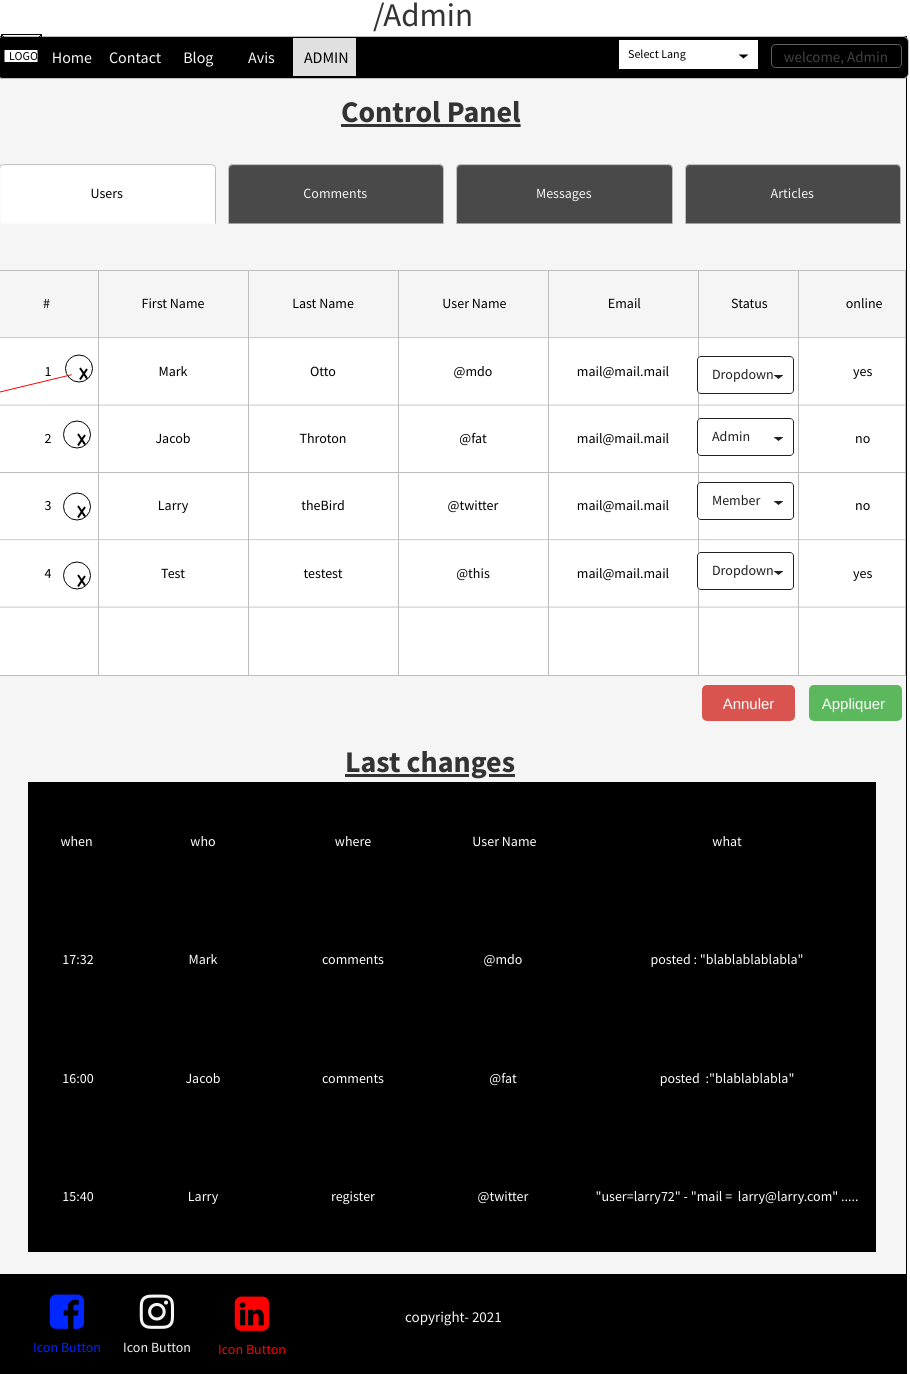 /Admin
LOGO Home Contact Blog Avis ADMIN Select Lang welcome, Admin
Control Panel
Users Comments Messages Articles
# First Name Last Name User Name Email Status online
1 X Mark Otto @mdo mail@mail.mail Dropdown yes
2 X Jacob Throton @fat mail@mail.mail Admin no
3 X Larry theBird @twitter mail@mail.mail Member no
4 X Test testest @this mail@mail.mail Dropdown yes
Annuler Appliquer
Last changes
when who where User Name what
17:32 Mark comments @mdo posted : "blablablablabla"
16:00 Jacob comments @fat posted :"blablablabla"
15:40 Larry register @twitter "user=larry72" - "mail = larry@larry.com" .....
copyright- 2021
Icon Button Icon Button Icon Button